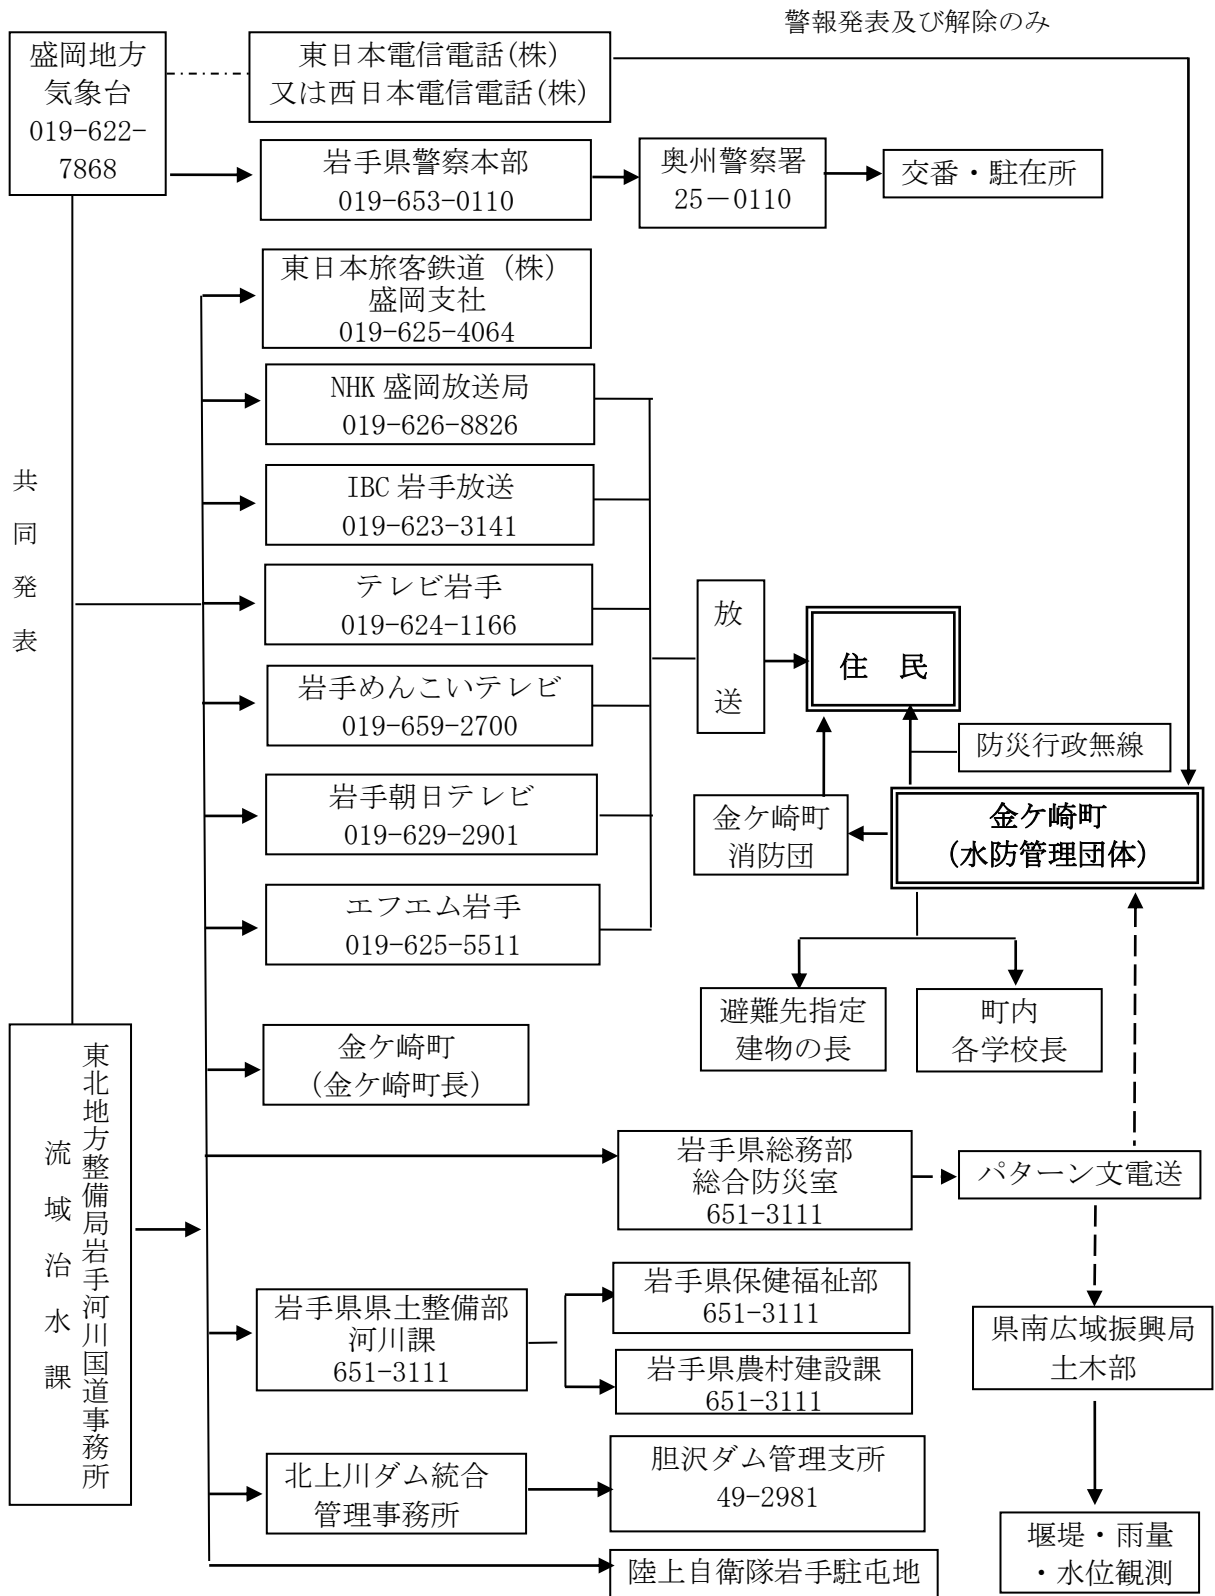 警報発表及び解除のみ
盛岡地方
気象台
019-622-
7868
東日本電信電話(株)
又は西日本電信電話(株)
岩手県警察本部
019-653-0110
奥州警察署
25－0110
交番・駐在所
東日本旅客鉄道（株）
盛岡支社
019-625-4064
NHK 盛岡放送局
019-626-8826
IBC 岩手放送
019-623-3141
テレビ岩手
019-624-1166
岩手めんこいテレビ
019-659-2700
岩手朝日テレビ
019-629-2901
エフエム岩手
019-625-5511
共同発表
放送
住　民
防災行政無線
金ケ崎町
消防団
金ケ崎町
(水防管理団体)
避難先指定
建物の長
町内
各学校長
金ケ崎町
（金ケ崎町長）
東北地方整備局岩手河川国道事務所
流域治水課
岩手県総務部
総合防災室
651-3111
パターン文電送
岩手県県土整備部
河川課
651-3111
岩手県保健福祉部
651-3111
岩手県農村建設課
651-3111
県南広域振興局
土木部
北上川ダム統合
管理事務所
胆沢ダム管理支所
49-2981
堰堤・雨量
・水位観測
陸上自衛隊岩手駐屯地